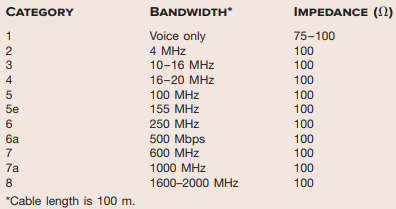 CATEGORY BANDWIDTH* IMPEDANCE (Ω)
1 Voice only 75–100
2 4 MHz 100
3 10–16 MHz 100
4 16–20 MHz 100
5 100 MHz 100
5e 155 MHz 100
6 250 MHz 100
6a 500 Mbps 100
7 600 MHz 100
7a 1000 MHz 100
8 1600–2000 MHz 100
*Cable length is 100 m.